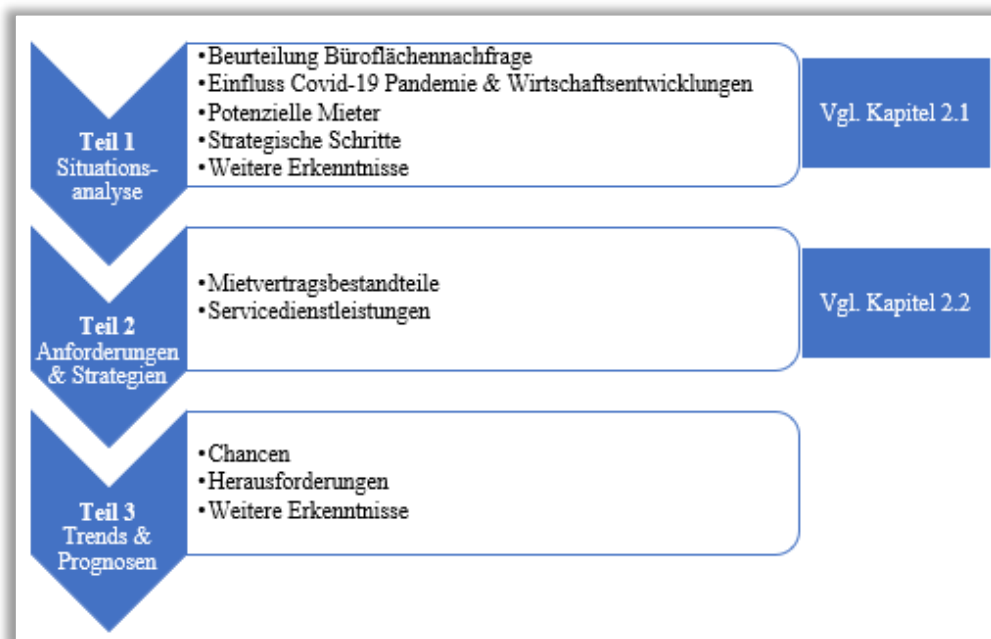 Teil 1
Situations-
analyse
•Beurteilung Büroflächennachfrage
•Einfluss Covid-19 Pandemie & Wirtschaftsentwicklungen
•Potenzielle Mieter
•Strategische Schritte
•Weitere Erkenntnisse
Vgl. Kapitel 2.1
Teil 2
Anforderungen
& Strategien
•Mietvertragsbestandteile
•Servicedienstleistungen
Vgl. Kapitel 2.2
Teil 3
Trends &
Prognosen
•Chancen
•Herausforderungen
•Weitere Erkenntnisse